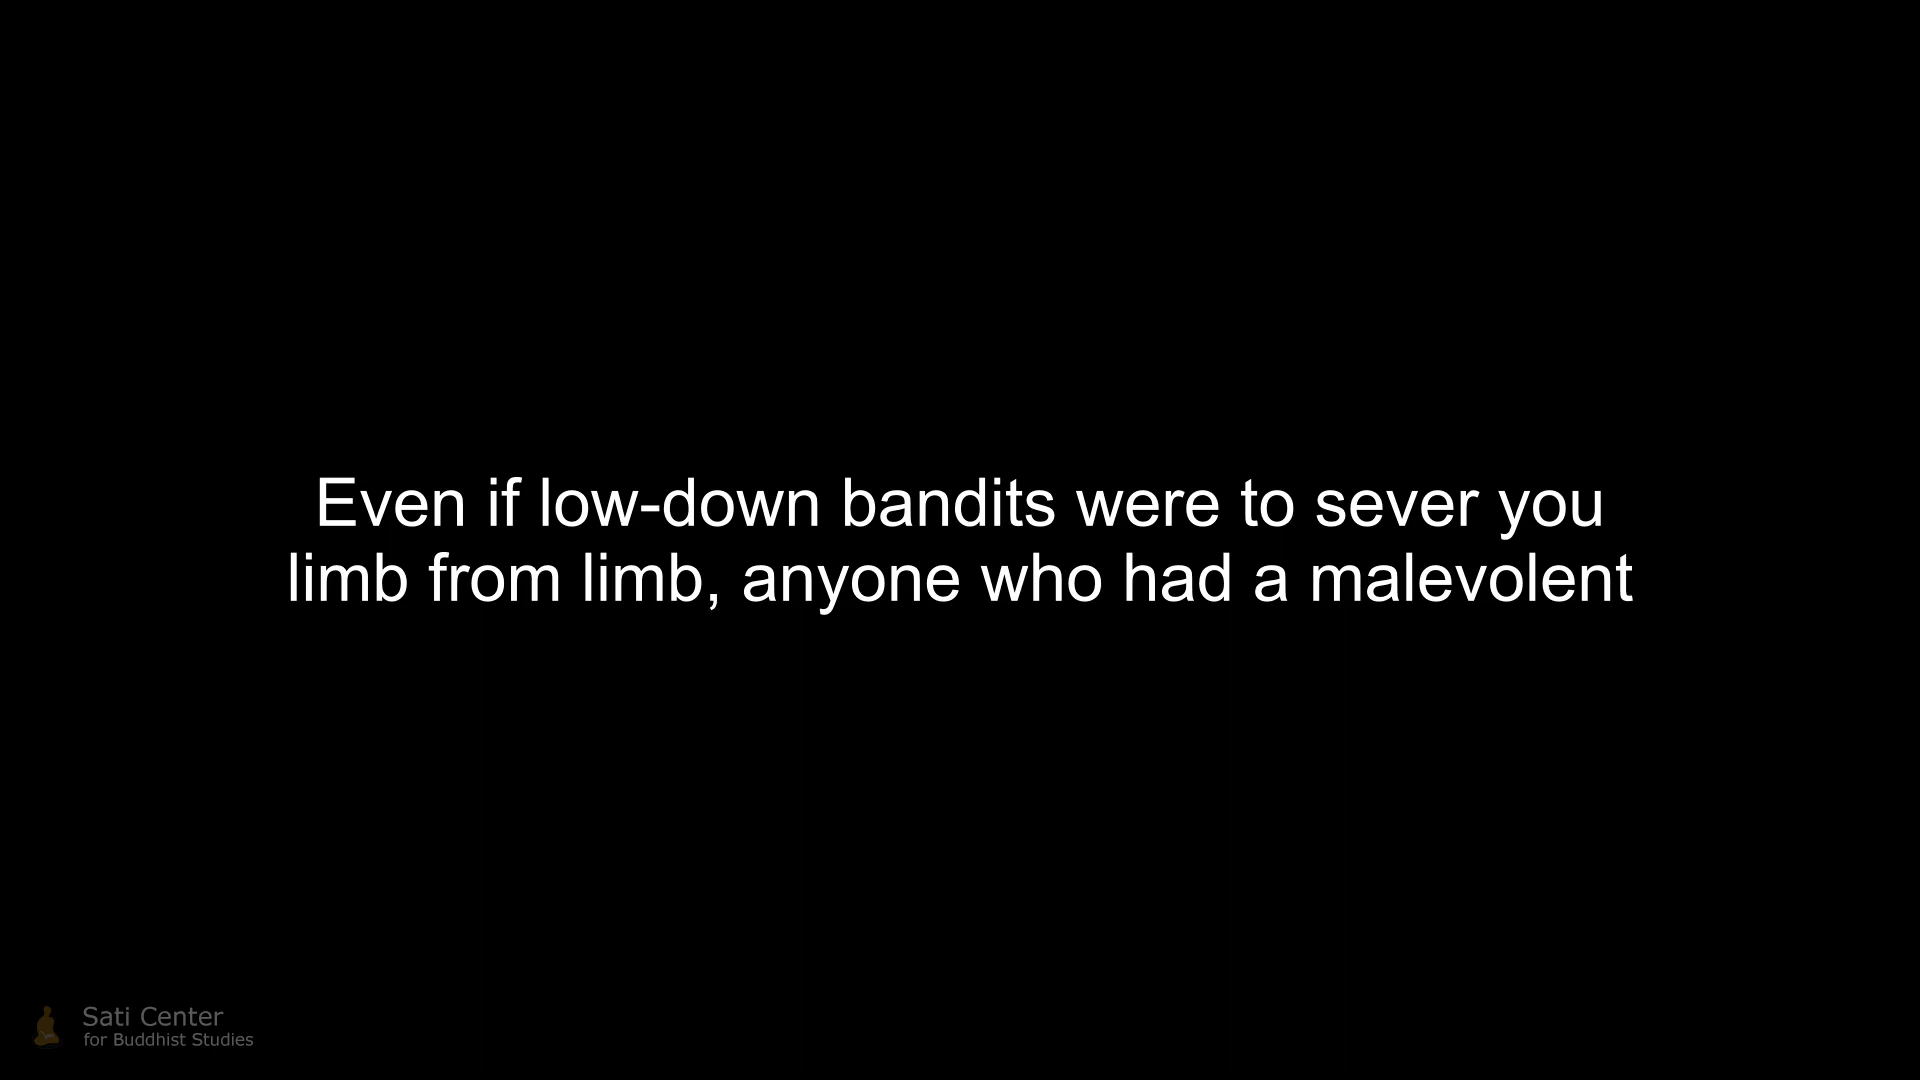 Even if low-down bandits were to sever you
limb from limb, anyone who had a malevolent
Sati Center
for Buddhist Studies